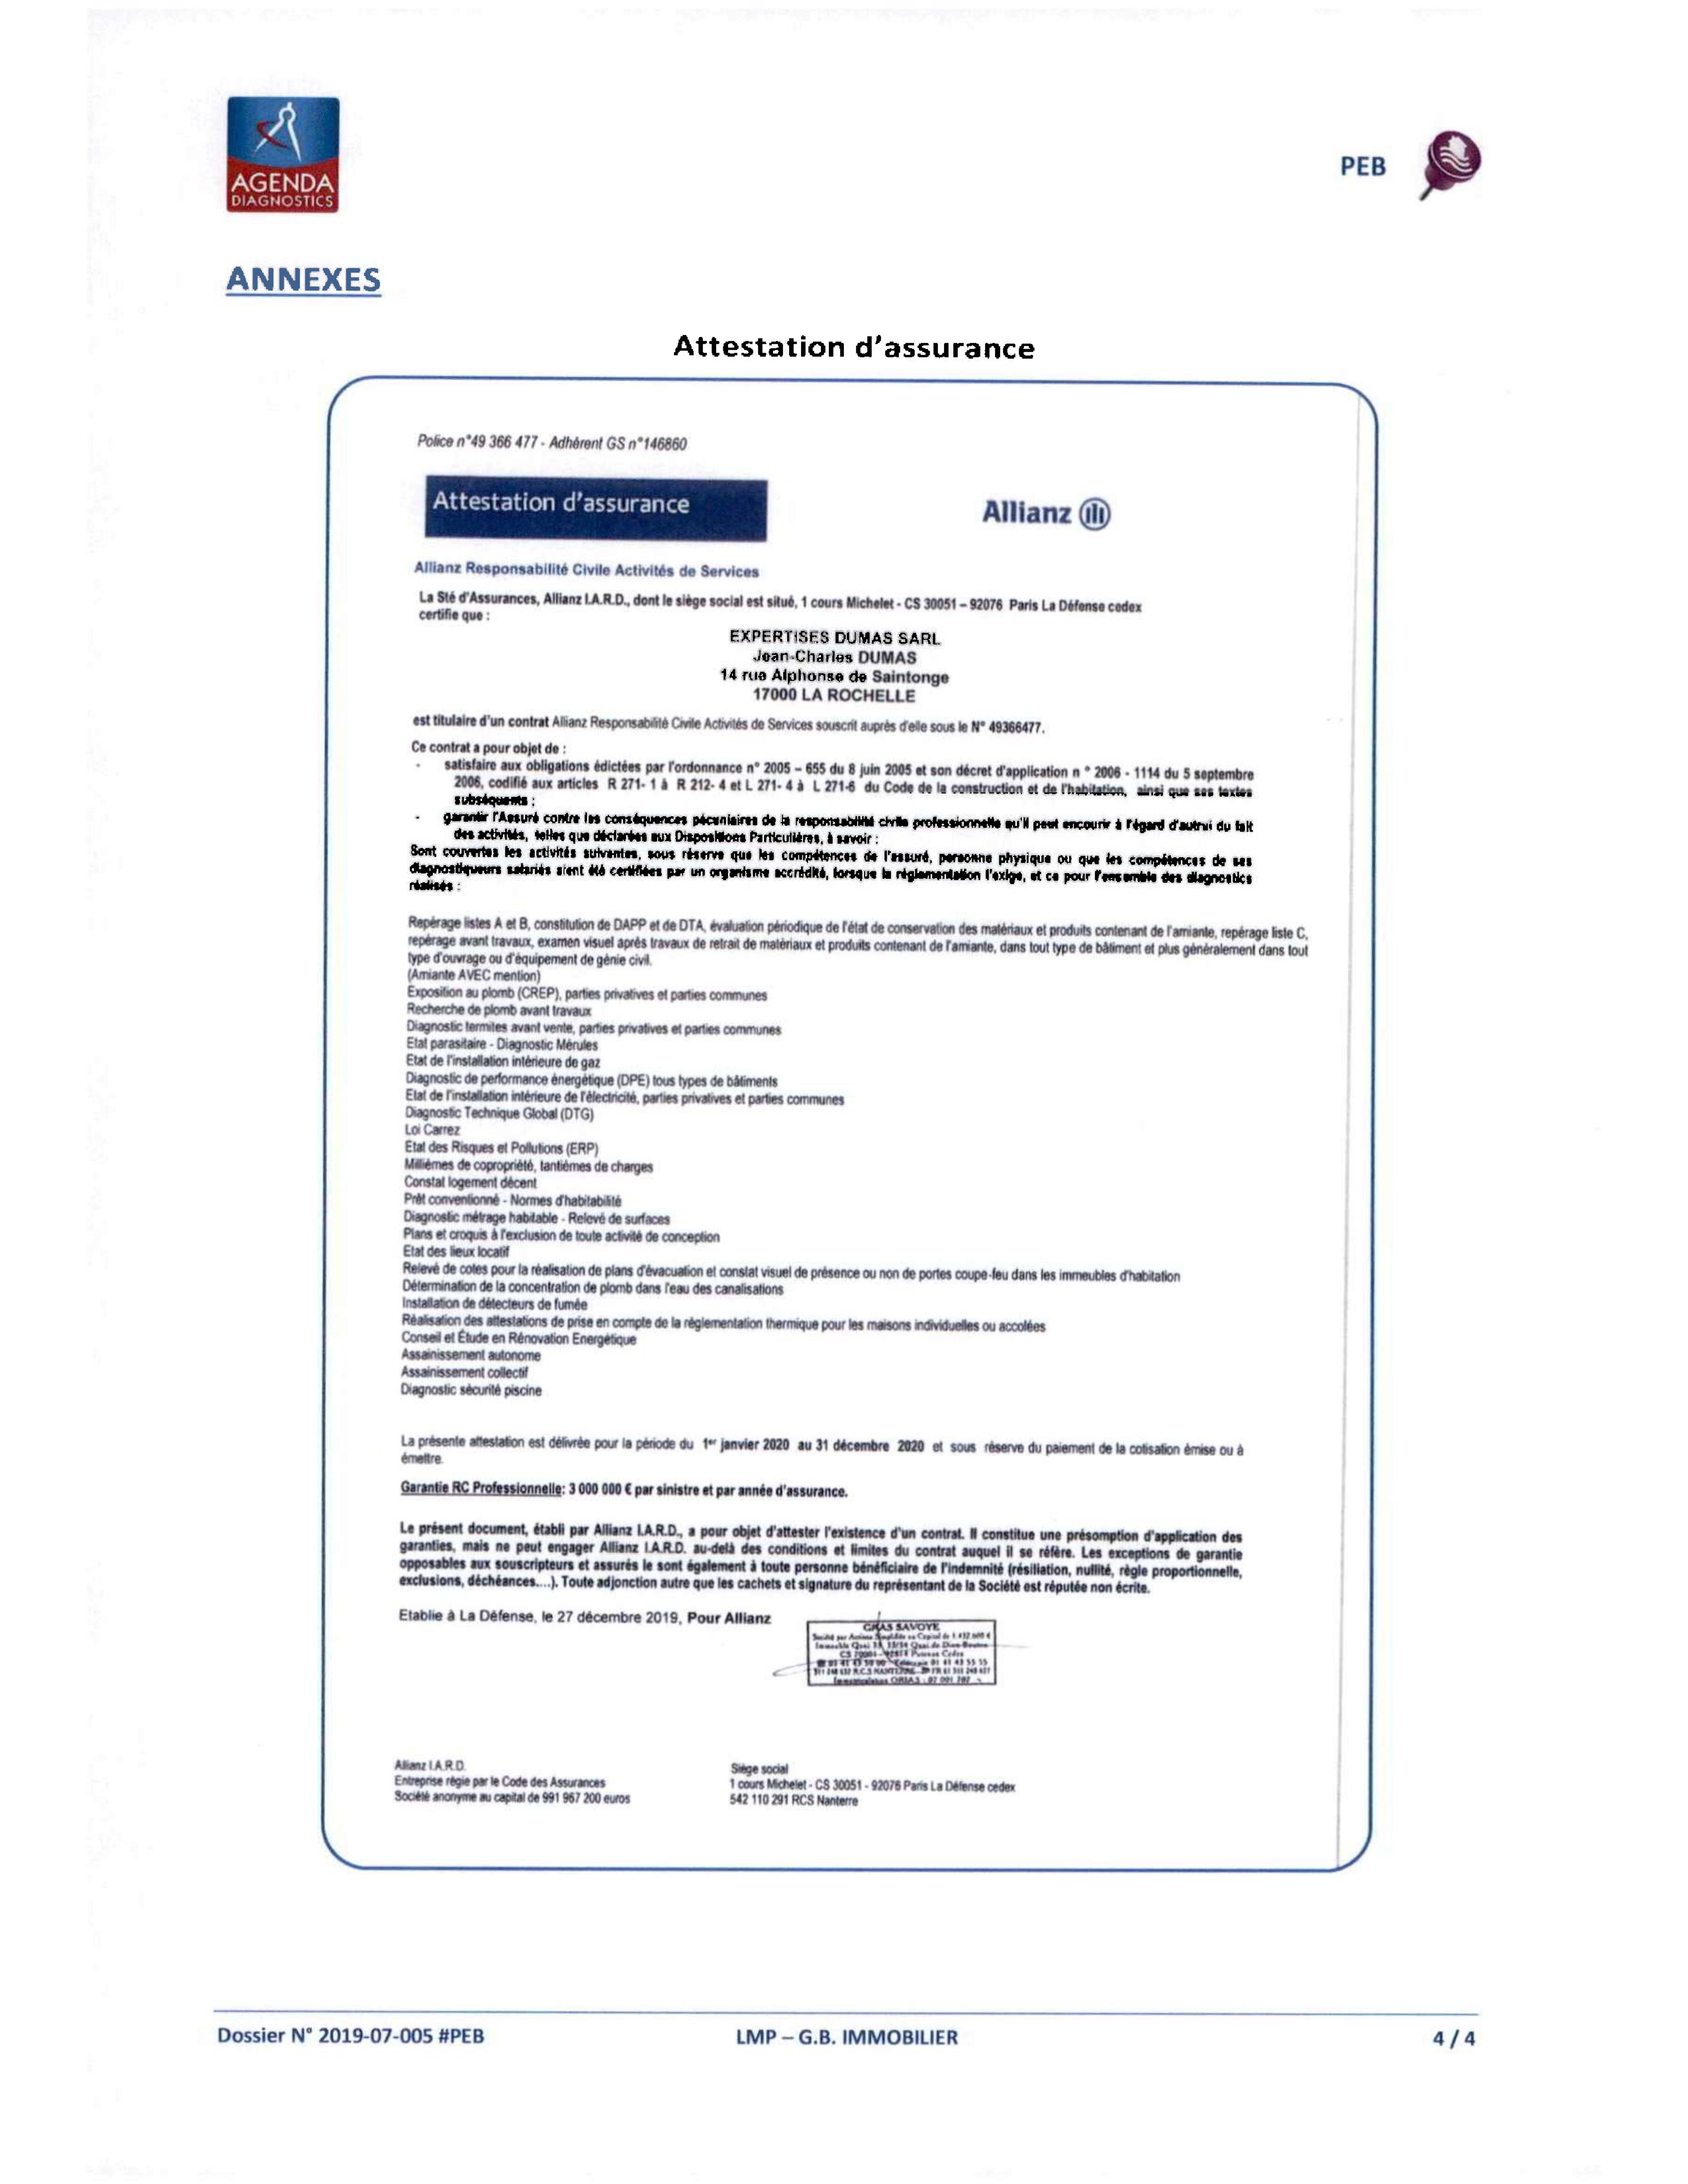 AGENDA
DIAGNOSTICS
PEB
ANNEXES
Attestation d'assurance
Police n°49 366 477 - Adhérent GS n°146860
Attestation d'assurance
Allianz
Allianz Responsabilité Civile Activités de Services
La Sté d'Assurances, Allianz I.A.R.D., dont le siège social est situé, 1 cours Michelet - CS 30051 – 92076 Paris La Défense cedex
certifie que :
EXPERTISES DUMAS SARL
Jean-Charles DUMAS
14 rue Alphonse de Saintonge
17000 LA ROCHELLE
est titulaire d'un contrat Allianz Responsabilité Civile Activités de Services souscrit auprès d'elle sous le N° 49366477.
Ce contrat a pour objet de :
- satisfaire aux obligations édictées par l'ordonnance n° 2005 – 655 du 8 juin 2005 et son décret d'application n ° 2006 - 1114 du 5 septembre
2006, codifié aux articles R 271- 1 à R 212- 4 et L 271- 4 à L 271-6 du Code de la construction et de l'habitation, ainsi que ses textes
subséquents ;
- garantir l'Assuré contre les conséquences pécuniaires de la responsabilité civile professionnelle qu'il peut encourir à l'égard d'autrui du fait
des activités, telles que déclarées aux Dispositions Particulières, à savoir :
Sont couvertes les activités suivantes, sous réserve que les compétences de l'assuré, personne physique ou que les compétences de ses
diagnostiqueurs salariés aient été certifiées par un organisme accrédité, lorsque la réglementation l'exige, et ce pour l'ensemble des diagnostics
réalisés :
Repérage listes A et B, constitution de DAPP et de DTA, évaluation périodique de l'état de conservation des matériaux et produits contenant de l'amiante, repérage liste C,
repérage avant travaux, examen visuel après travaux de retrait de matériaux et produits contenant de l'amiante, dans tout type de bâtiment et plus généralement dans tout
type d'ouvrage ou d'équipement de génie civil.
(Amiante AVEC mention)
Exposition au plomb (CREP), parties privatives et parties communes
Recherche de plomb avant travaux
Diagnostic termites avant vente, parties privatives et parties communes
Etat parasitaire - Diagnostic Mérules
Etat de l'installation intérieure de gaz
Diagnostic de performance énergétique (DPE) tous types de bâtiments
Etat de l'installation intérieure de l'électricité, parties privatives et parties communes
Diagnostic Technique Global (DTG)
Loi Carrez
Etat des Risques et Pollutions (ERP)
Millièmes de copropriété, tantièmes de charges
Constat logement décent
Prêt conventionné - Normes d'habitabilité
Diagnostic métrage habitable - Relevé de surfaces
Plans et croquis à l'exclusion de toute activité de conception
Etat des lieux locatif
Relevé de cotes pour la réalisation de plans d'évacuation et constat visuel de présence ou non de portes coupe-feu dans les immeubles d'habitation
Détermination de la concentration de plomb dans l'eau des canalisations
Installation de détecteurs de fumée
Réalisation des attestations de prise en compte de la réglementation thermique pour les maisons individuelles ou accolées
Conseil et Étude en Rénovation Energétique
Assainissement autonome
Assainissement collectif
Diagnostic sécurité piscine
La présente attestation est délivrée pour la période du 1er janvier 2020 au 31 décembre 2020 et sous réserve du paiement de la cotisation émise ou à
émettre.
Garantie RC Professionnelle: 3 000 000 € par sinistre et par année d'assurance.
Le présent document, établi par Allianz I.A.R.D., a pour objet d'attester l'existence d'un contrat. Il constitue une présomption d'application des
garanties, mais ne peut engager Allianz I.A.R.D. au-delà des conditions et limites du contrat auquel il se réfère. Les exceptions de garantie
opposables aux souscripteurs et assurés le sont également à toute personne bénéficiaire de l'indemnité (résiliation, nullité, règle proportionnelle,
exclusions, déchéances....). Toute adjonction autre que les cachets et signature du représentant de la Société est réputée non écrite.
Etablie à La Défense, le 27 décembre 2019, Pour Allianz
GRAS SAVOYE
Allianz I.A.R.D.
Entreprise régie par le Code des Assurances
Société anonyme au capital de 991 967 200 euros
Siège social
1 cours Michelet - CS 30051 - 92076 Paris La Défense cedex
542 110 291 RCS Nanterre
Dossier N° 2019-07-005 #PEB
LMP – G.B. IMMOBILIER
4 / 4